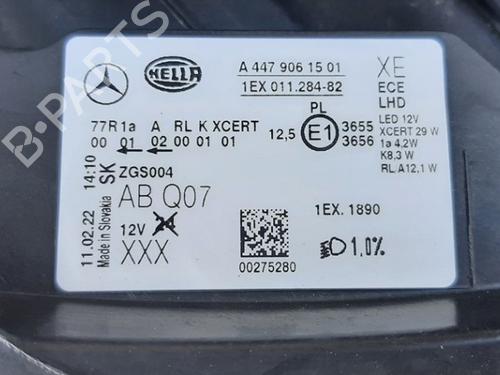 B-PARTS
HELLA
A 447 906 15 01
1EX 011.284-82
XE
ECE
LHD
LED 12V
XCERT 29 W
1a 4.2W
K8,3 W
RL A12,1 W
77R 1a A RL K XCERT
00 01 02 00 01 01
12,5
PL
E1
3655
3656
11.02.22 14:10
Made in Slovakia SK
ZGS004
AB Q07
12V
XXX
00275280
1EX. 1890
1,0%